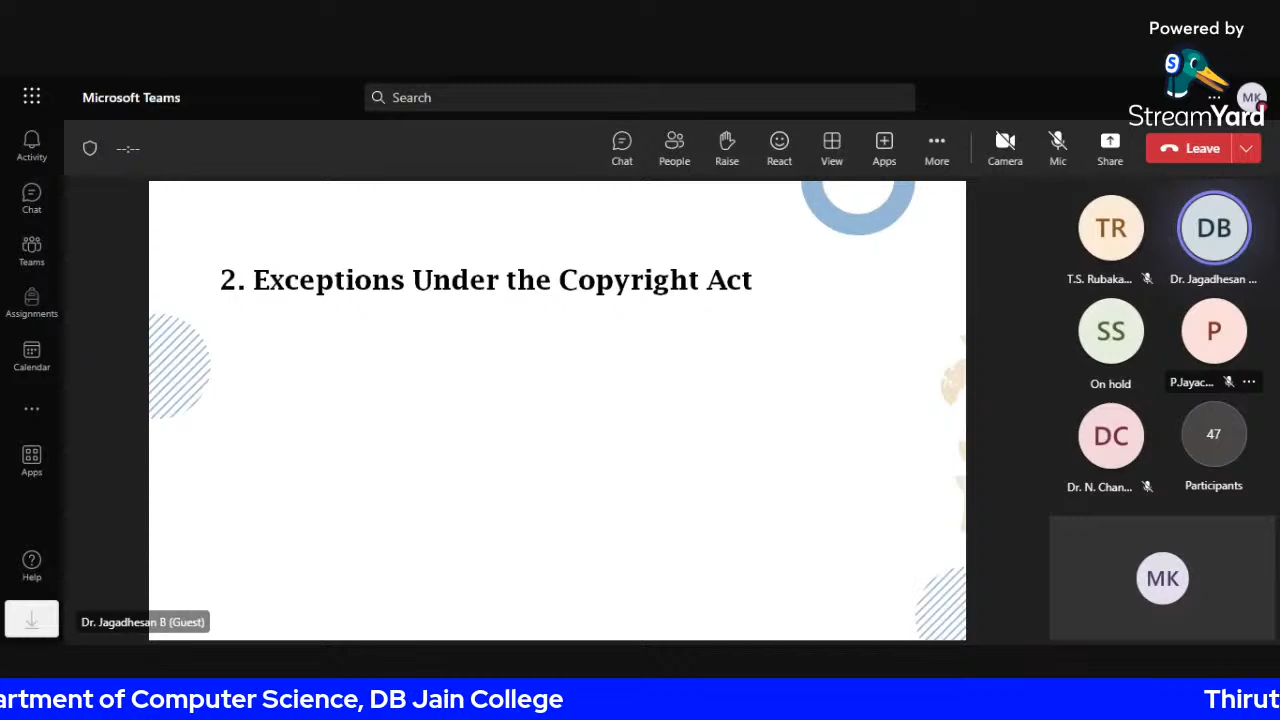 Powered by
S
StreamYard
Microsoft Teams
Search
MK
--:--
Chat
People
Raise
React
View
Apps
More
Camera
Mic
Share
Leave
Activity
Chat
Teams
Assignments
Calendar
Apps
Help
2. Exceptions Under the Copyright Act
TR
DB
T.S. Rubaka...
Dr. Jagadhesan ...
SS
P
On hold
P.Jayac...
DC
47
Dr. N. Chan...
Participants
MK
Dr. Jagadhesan B (Guest)
artment of Computer Science, DB Jain College
Thirut